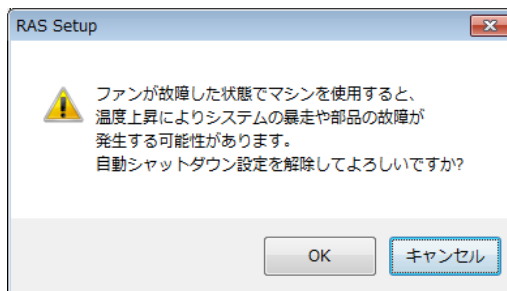 RAS Setup
ファンが故障した状態でマシンを使用すると、
温度上昇によりシステムの暴走や部品の故障が
発生する可能性があります。
自動シャットダウン設定を解除してよろしいですか?
OK
キャンセル